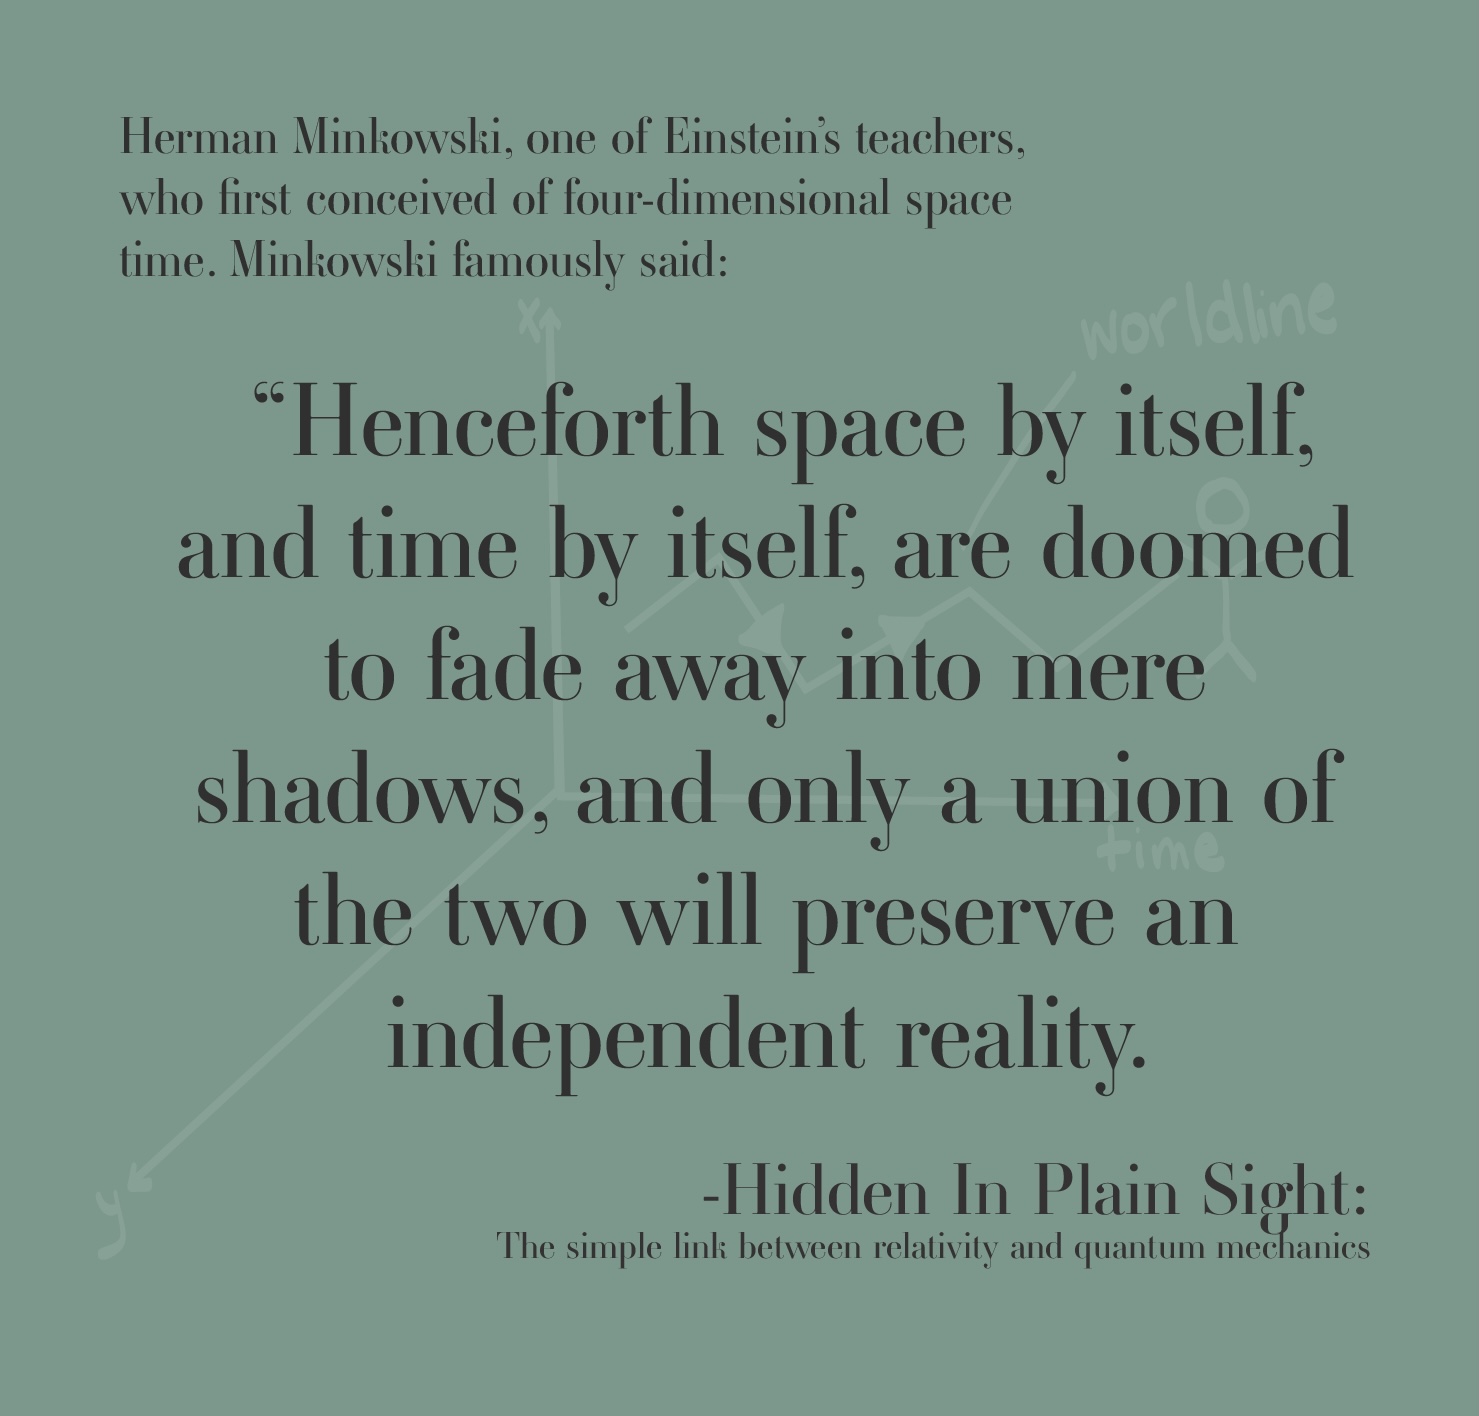 Herman Minkowski, one of Einstein’s teachers,
who first conceived of four-dimensional space
time. Minkowski famously said:
x
worldline
“Henceforth space by itself,
and time by itself, are doomed
to fade away into mere
shadows, and only a union of
time
the two will preserve an
independent reality.
y
-Hidden In Plain Sight:
The simple link between relativity and quantum mechanics